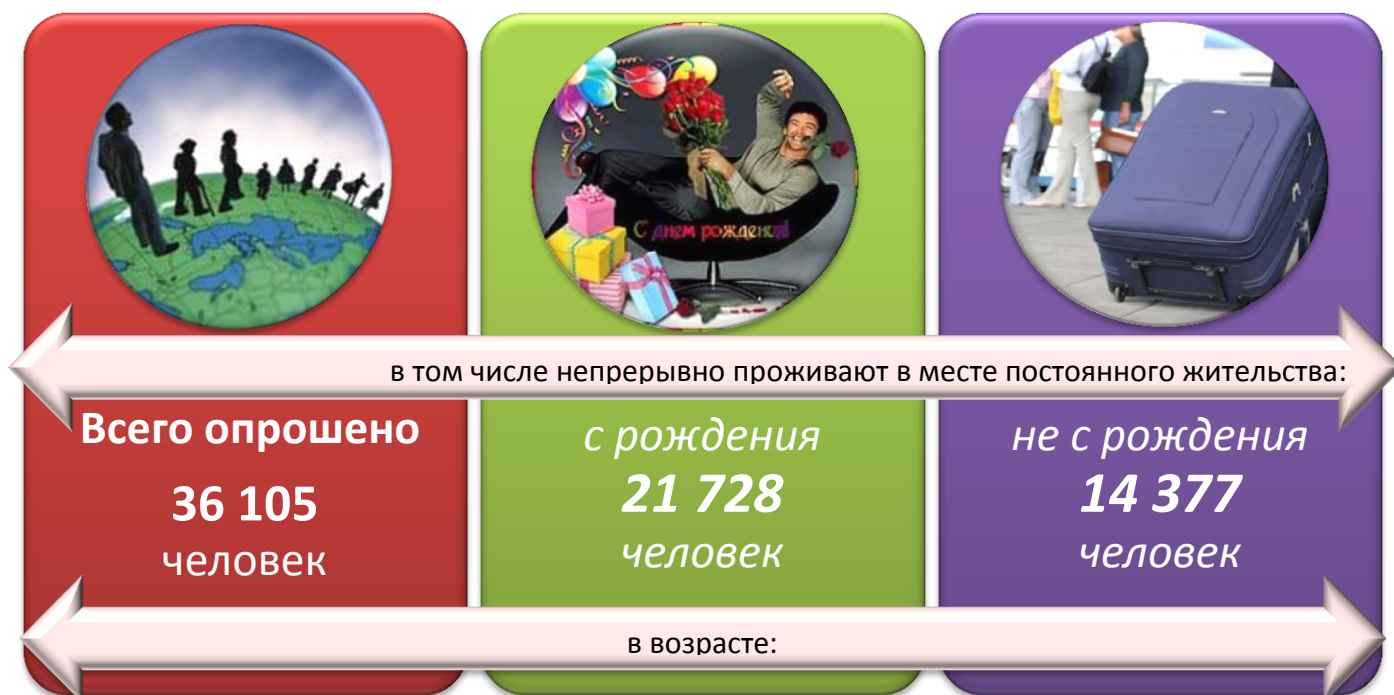 С днем рождения!
в том числе непрерывно проживают в месте постоянного жительства:
Всего опрошено
36 105
человек
с рождения
21 728
человек
не с рождения
14 377
человек
в возрасте: